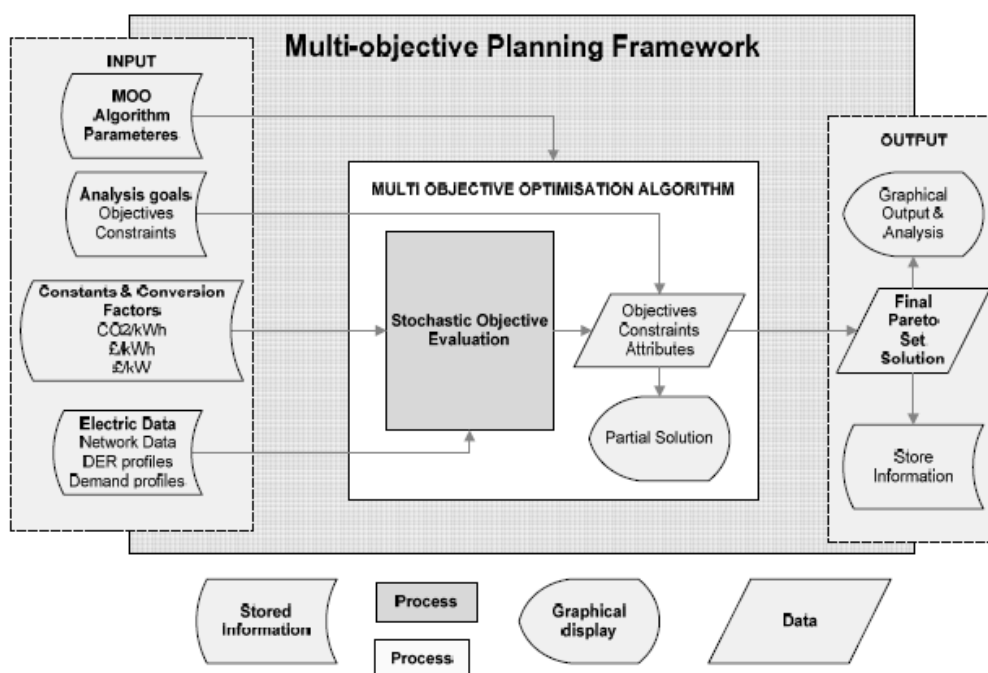 Multi-objective Planning Framework
INPUT
MOO
Algorithm
Parameteres
Analysis goals
Objectives
Constraints
Constants & Conversion
Factors
CO2/kWh
£/kWh
£/kW
Electric Data
Network Data
DER profiles
Demand profiles
MULTI OBJECTIVE OPTIMISATION ALGORITHM
Stochastic Objective
Evaluation
Objectives
Constraints
Attributes
Partial Solution
OUTPUT
Graphical
Output &
Analysis
Final
Pareto
Set
Solution
Store
Information
Stored
Information
Process
Process
Graphical
display
Data